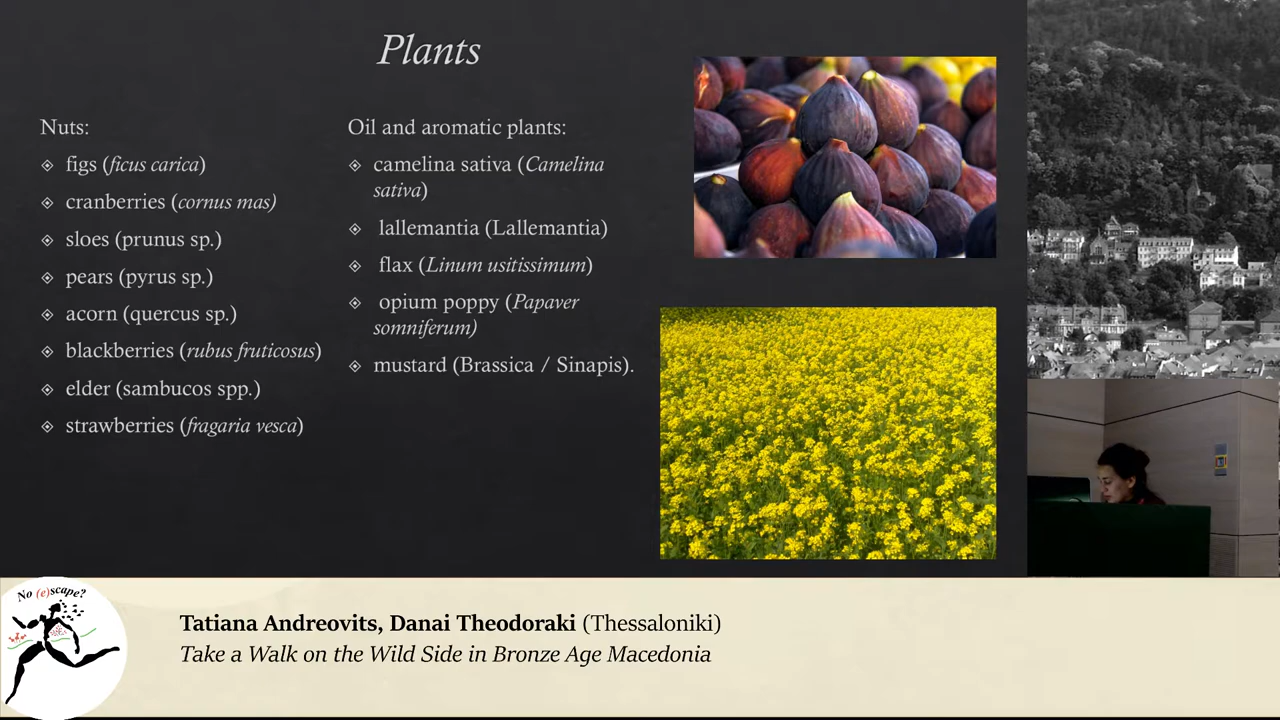 Plants
Nuts:
figs (ficus carica)
cranberries (cornus mas)
sloes (prunus sp.)
pears (pyrus sp.)
acorn (quercus sp.)
blackberries (rubus fruticosus)
elder (sambucos spp.)
strawberries (fragaria vesca)
Oil and aromatic plants:
camelina sativa (Camelina
sativa)
lallemantia (Lallemantia)
flax (Linum usitissimum)
opium poppy (Papaver
somniferum)
mustard (Brassica / Sinapis).
No (e)scape?
Tatiana Andreovits, Danai Theodoraki (Thessaloniki)
Take a Walk on the Wild Side in Bronze Age Macedonia